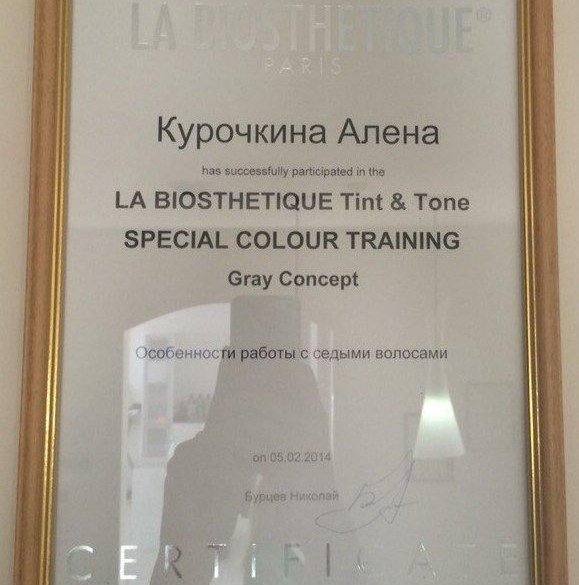 LA BIOSTHETIQUE®
PARIS
Курочкина Алена
has successfully participated in the
LA BIOSTHETIQUE Tint & Tone
SPECIAL COLOUR TRAINING
Gray Concept
Особенности работы с седыми волосами
on 05.02.2014
Бурцев Николай
CERTIFICATE